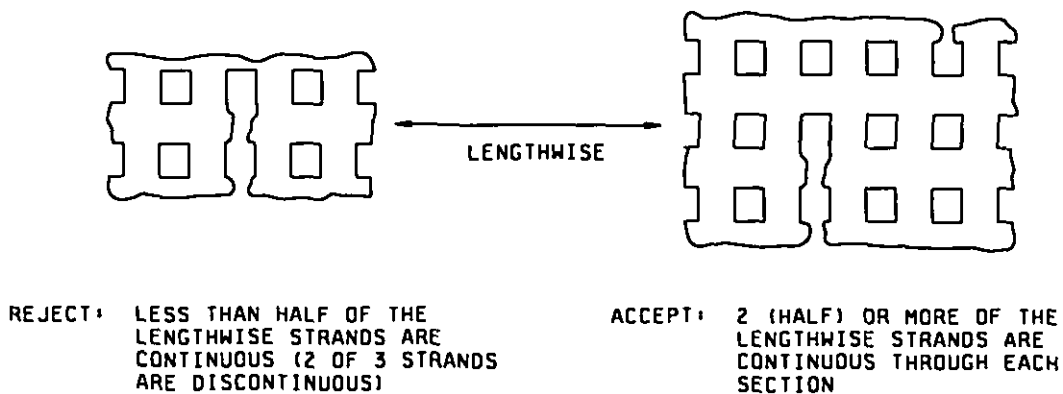 LENGTHWISE
REJECT: LESS THAN HALF OF THE
LENGTHWISE STRANDS ARE
CONTINUOUS (2 OF 3 STRANDS
ARE DISCONTINUOUS)
ACCEPT: 2 (HALF) OR MORE OF THE
LENGTHWISE STRANDS ARE
CONTINUOUS THROUGH EACH
SECTION